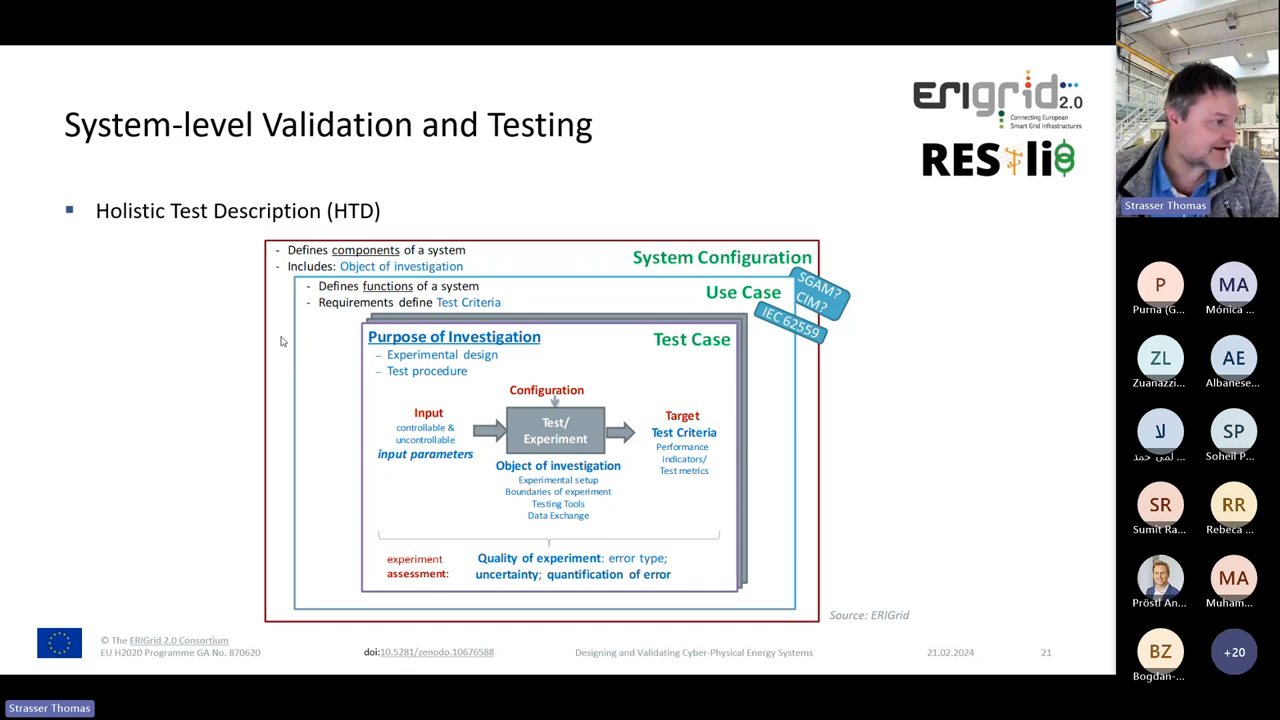 System-level Validation and Testing
ERIgrid 2.0
Connecting European
Smart Grid Infrastructures
RESili8
Holistic Test Description (HTD)
- Defines components of a system
- Includes: Object of investigation
System Configuration
- Defines functions of a system
- Requirements define Test Criteria
Use Case
SGAM?
CIM?
IEC 62559
Purpose of Investigation
– Experimental design
– Test procedure
Test Case
Configuration
Input
controllable &
uncontrollable
input parameters
Test/
Experiment
Target
Test Criteria
Performance
indicators/
Test metrics
Object of investigation
Experimental setup
Boundaries of experiment
Testing Tools
Data Exchange
experiment
assessment:
Quality of experiment: error type;
uncertainty; quantification of error
Source: ERIGrid
© The ERIGrid 2.0 Consortium
EU H2020 Programme GA No. 870620
doi:10.5281/zenodo.10676588
Designing and Validating Cyber-Physical Energy Systems
21.02.2024
21
Strasser Thomas
P
Purna (G...
MA
Mónica ...
ZL
Zuanazzi...
AE
Albanese...
لا
لمى حمد ...
SP
Soheil P...
SR
Sumit Ra...
RR
Rebeca ...
Pröstl An...
MA
Muham...
BZ
Bogdan-...
+20
Strasser Thomas